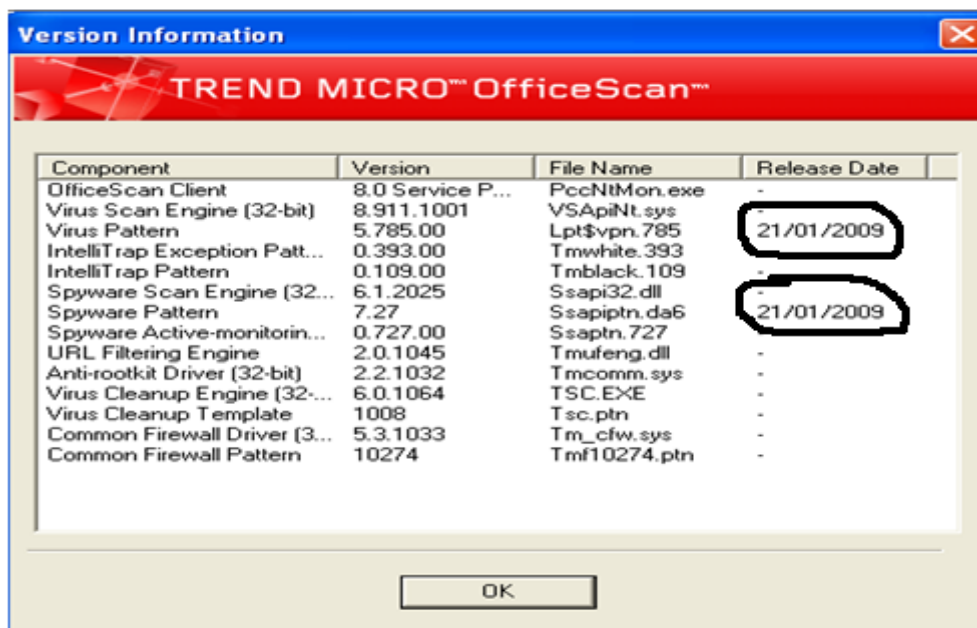 Version Information
TREND MICRO™ OfficeScan™
Component Version File Name Release Date
OfficeScan Client 8.0 Service P... PccNtMon.exe -
Virus Scan Engine (32-bit) 8.911.1001 VSApiNt.sys -
Virus Pattern 5.785.00 Lpt$vpn.785 21/01/2009
IntelliTrap Exception Patt... 0.393.00 Tmwhite.393
IntelliTrap Pattern 0.109.00 Tmblack.109 -
Spyware Scan Engine (32... 6.1.2025 Ssapi32.dll -
Spyware Pattern 7.27 Ssapiptn.da6 21/01/2009
Spyware Active-monitorin... 0.727.00 Ssaptn.727
URL Filtering Engine 2.0.1045 Tmufeng.dll -
Anti-rootkit Driver (32-bit) 2.2.1032 Tmcomm.sys -
Virus Cleanup Engine (32-... 6.0.1064 TSC.EXE -
Virus Cleanup Template 1008 Tsc.ptn -
Common Firewall Driver (3... 5.3.1033 Tm_cfw.sys -
Common Firewall Pattern 10274 Tmf10274.ptn -
OK